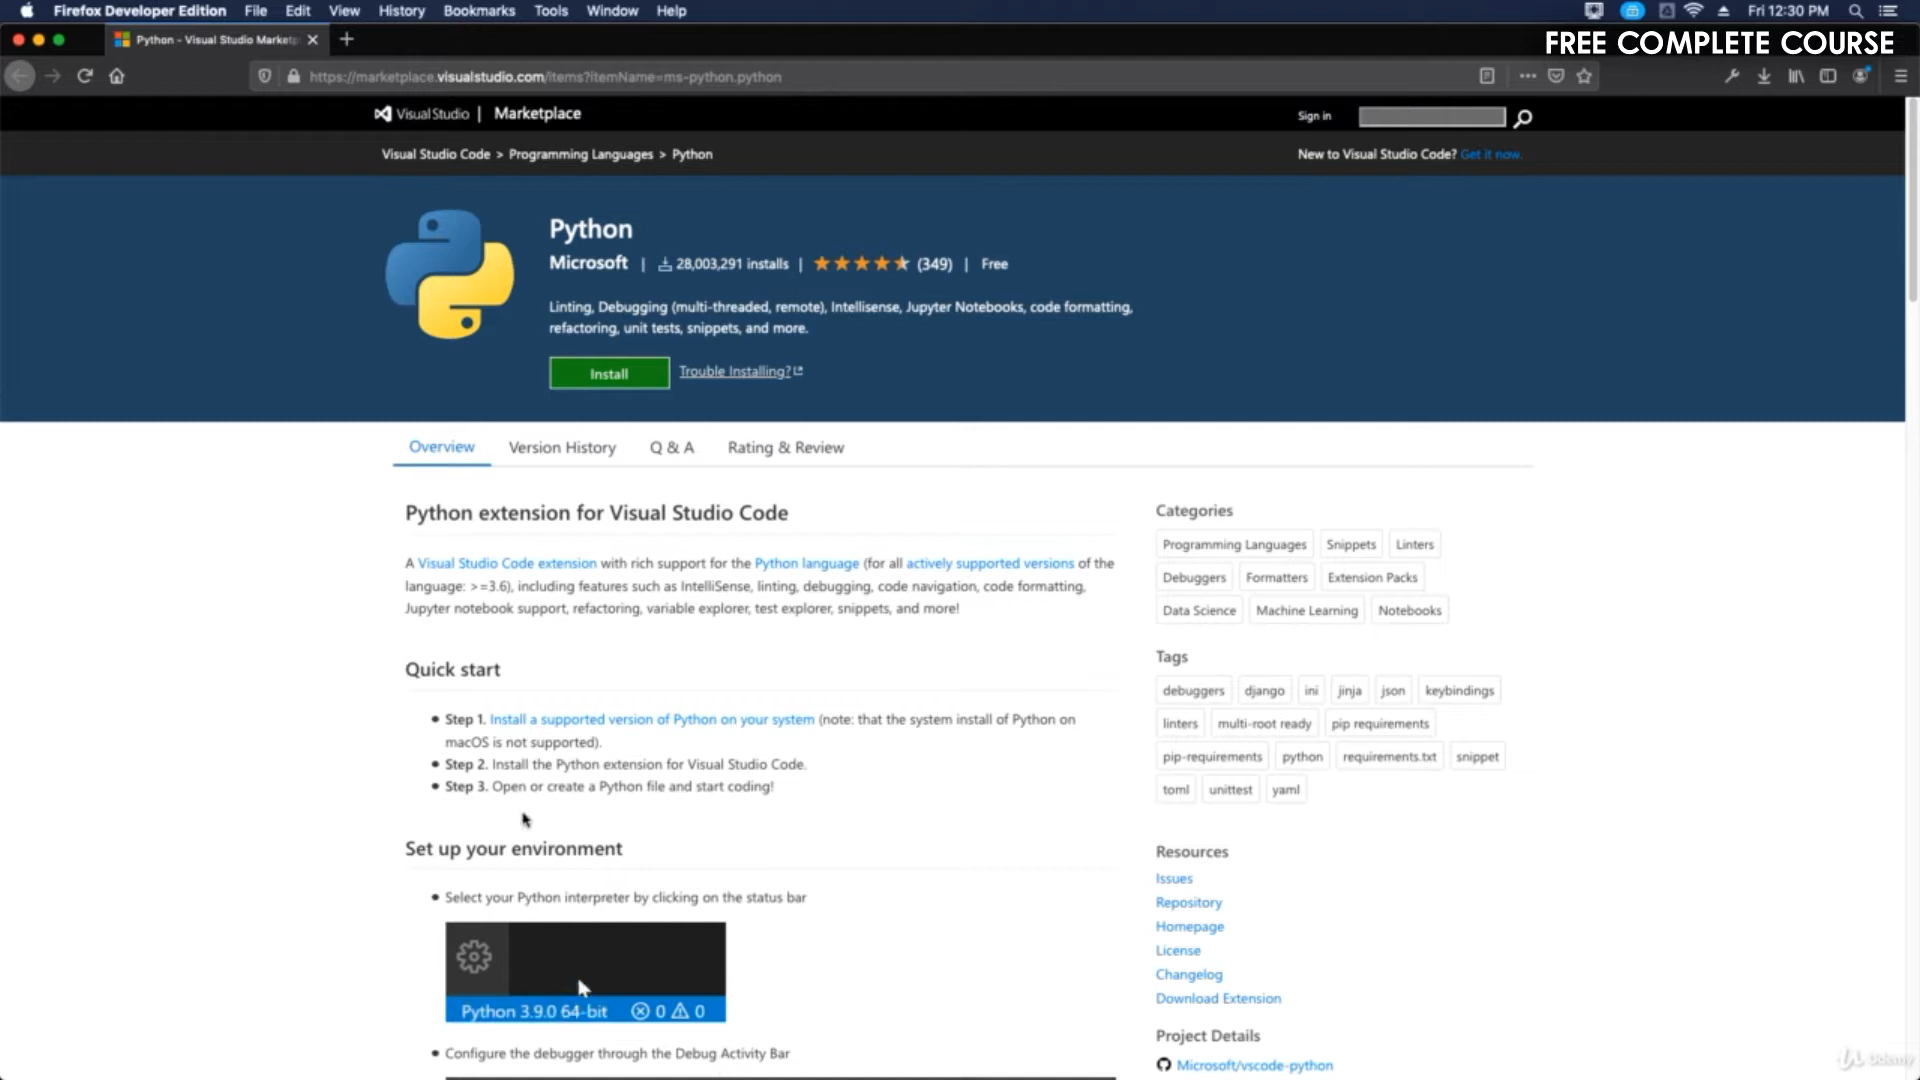 Firefox Developer Edition File Edit View History Bookmarks Tools Window Help
Fri 12:30 PM
Python - Visual Studio Marketp
FREE COMPLETE COURSE
https://marketplace.visualstudio.com/items?itemName=ms-python.python
Visual Studio | Marketplace
Sign in
Visual Studio Code > Programming Languages > Python
New to Visual Studio Code? Get it now.
Python
Microsoft | 28,003,291 installs | (349) | Free
Linting, Debugging (multi-threaded, remote), Intellisense, Jupyter Notebooks, code formatting,
refactoring, unit tests, snippets, and more.
Install Trouble Installing?
Overview Version History Q & A Rating & Review
Python extension for Visual Studio Code
A Visual Studio Code extension with rich support for the Python language (for all actively supported versions of the
language: >=3.6), including features such as IntelliSense, linting, debugging, code navigation, code formatting,
Jupyter notebook support, refactoring, variable explorer, test explorer, snippets, and more!
Quick start
• Step 1. Install a supported version of Python on your system (note: that the system install of Python on
macOS is not supported).
• Step 2. Install the Python extension for Visual Studio Code.
• Step 3. Open or create a Python file and start coding!
Set up your environment
• Select your Python interpreter by clicking on the status bar
Python 3.9.0 64-bit 0 0
• Configure the debugger through the Debug Activity Bar
Categories
Programming Languages Snippets Linters
Debuggers Formatters Extension Packs
Data Science Machine Learning Notebooks
Tags
debuggers django ini jinja json keybindings
linters multi-root ready pip requirements
pip-requirements python requirements.txt snippet
toml unittest yaml
Resources
Issues
Repository
Homepage
License
Changelog
Download Extension
Project Details
Microsoft/vscode-python
Udemy